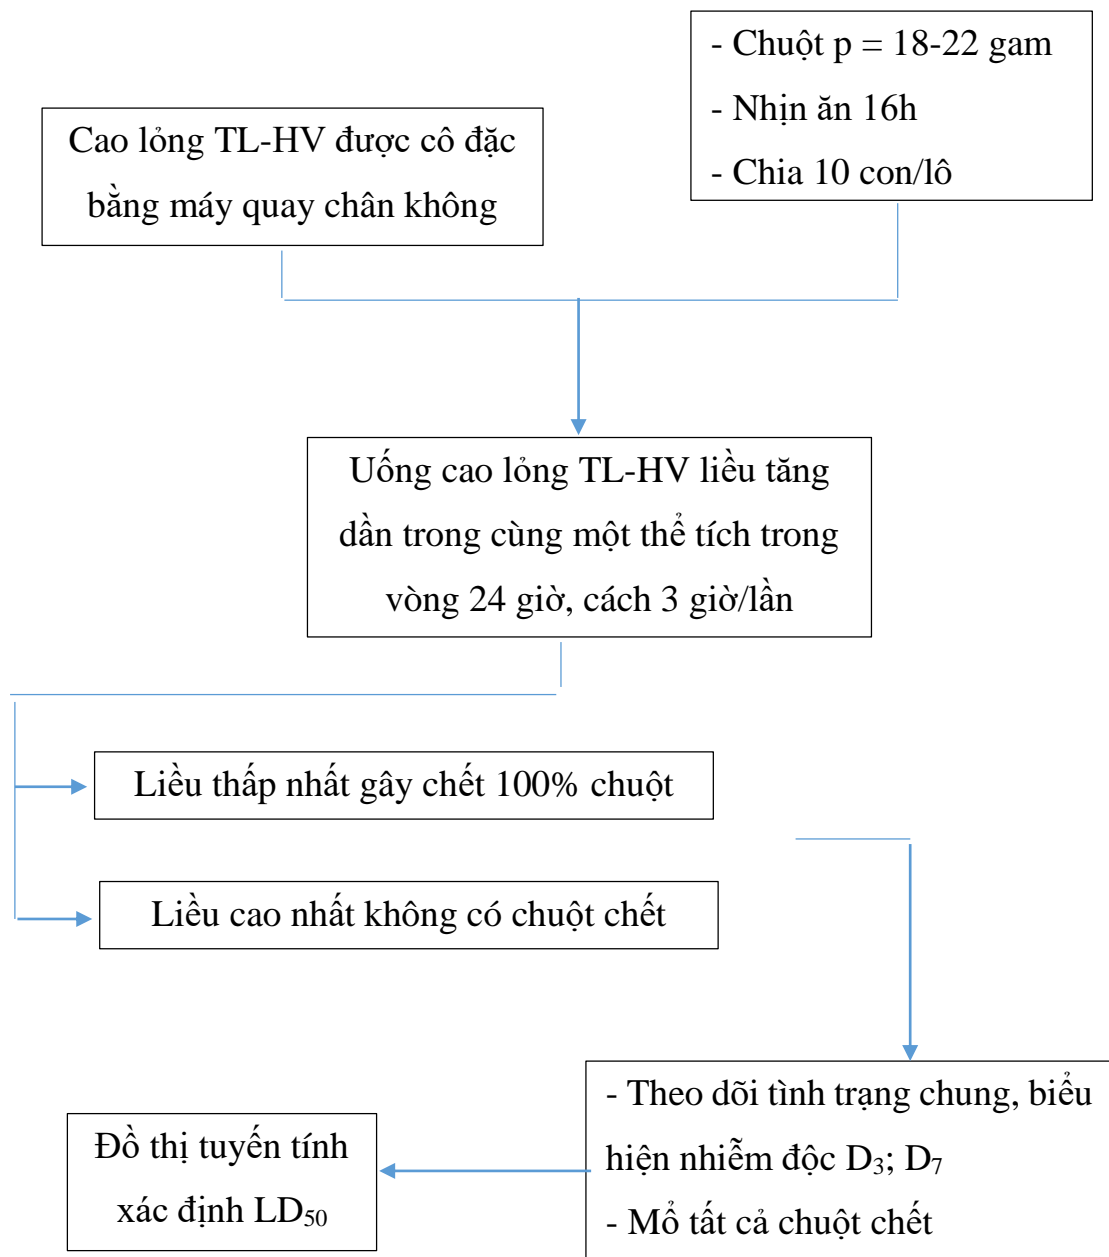 Cao lỏng TL-HV được cô đặc
bằng máy quay chân không
- Chuột p = 18-22 gam
- Nhịn ăn 16h
- Chia 10 con/lô
Uống cao lỏng TL-HV liều tăng
dần trong cùng một thể tích trong
vòng 24 giờ, cách 3 giờ/lần
Liều thấp nhất gây chết 100% chuột
Liều cao nhất không có chuột chết
- Theo dõi tình trạng chung, biểu
hiện nhiễm độc D₃; D₇
- Mổ tất cả chuột chết
Đồ thị tuyến tính
xác định LD₅₀